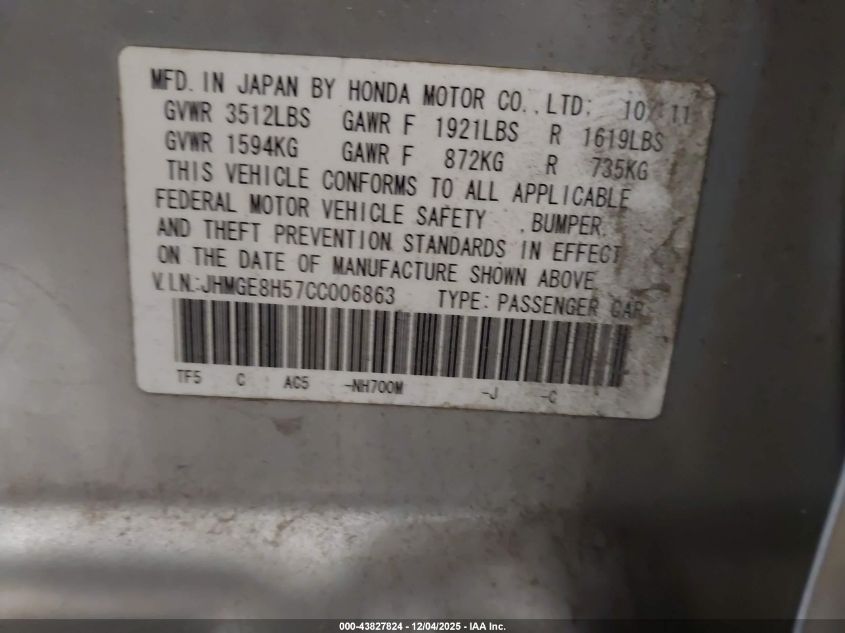 MFD. IN JAPAN BY HONDA MOTOR CO., LTD: 10/11
GVWR 3512LBS GAWR F 1921LBS R 1619LBS
GVWR 1594KG GAWR F 872KG R 735KG
THIS VEHICLE CONFORMS TO ALL APPLICABLE
FEDERAL MOTOR VEHICLE SAFETY , BUMPER,
AND THEFT PREVENTION STANDARDS IN EFFECT
ON THE DATE OF MANUFACTURE SHOWN ABOVE
V.I.N.:JHMGE8H57CC006863 TYPE: PASSENGER CAR
TF5 C AC5 -NH700M -J -C
000-43827824 - 12/04/2025 - IAA Inc.